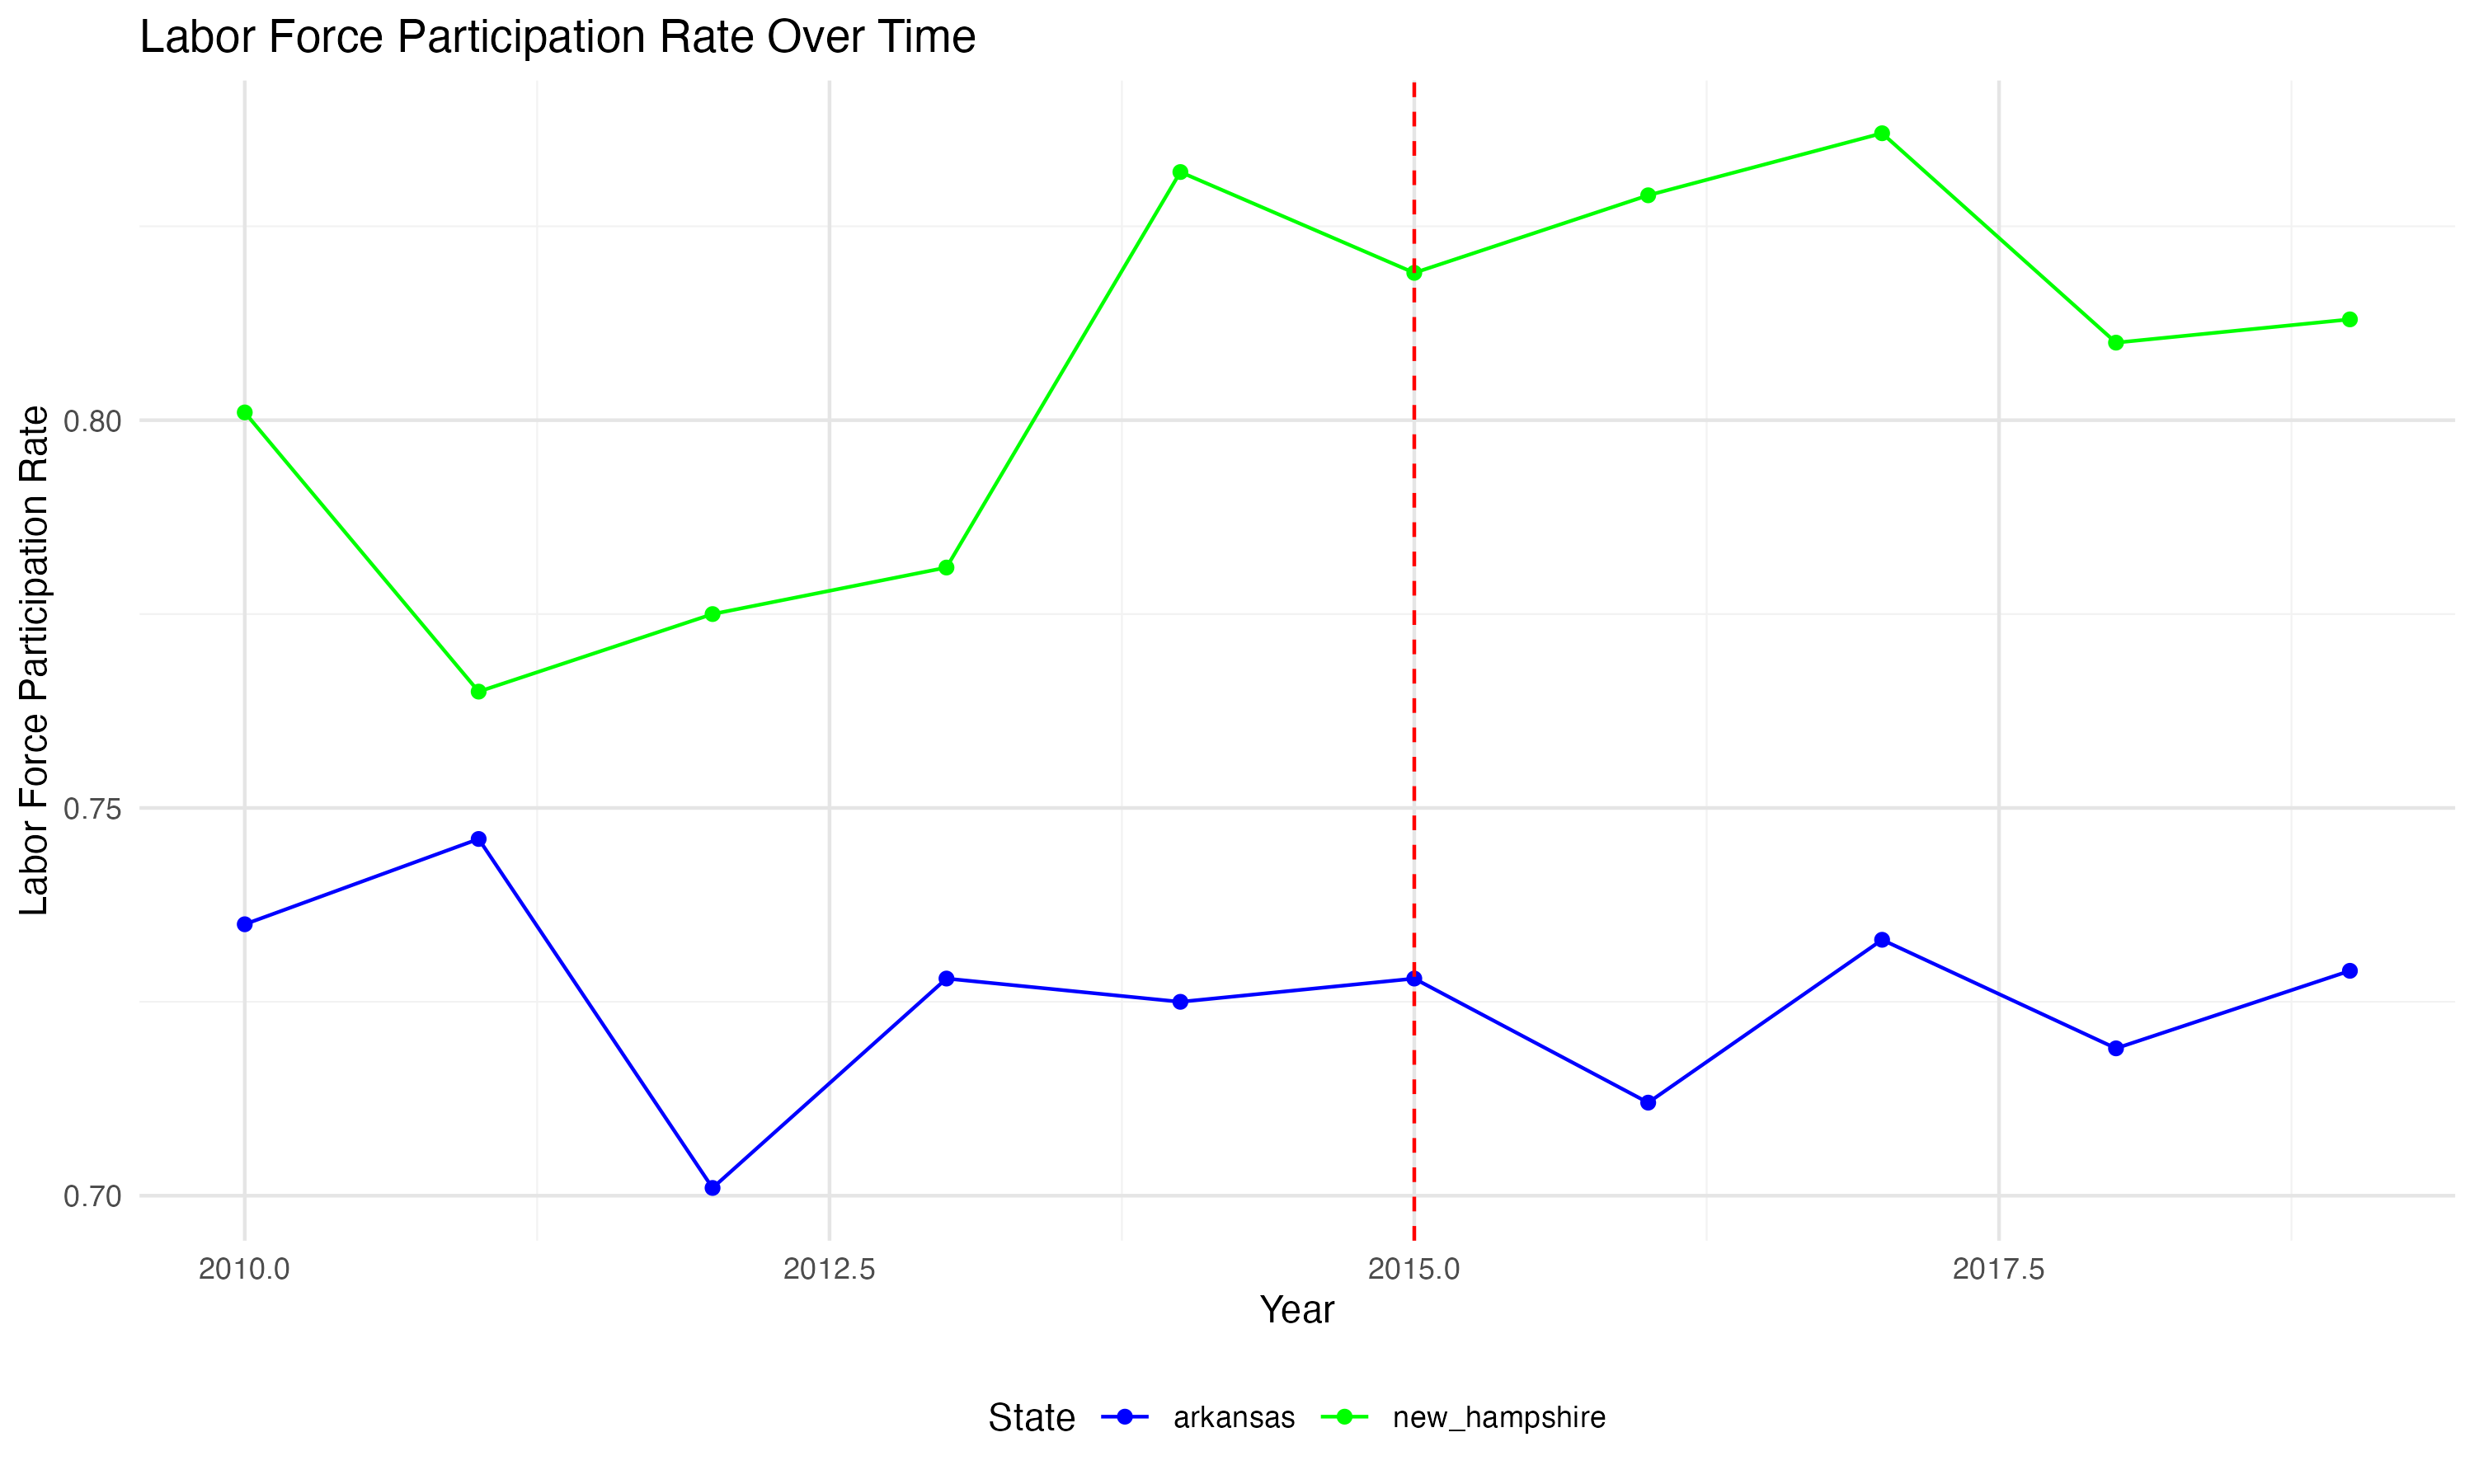 Labor Force Participation Rate Over Time
Labor Force Participation Rate
0.80
0.75
0.70
2010.0 2012.5 2015.0 2017.5
Year
State arkansas new_hampshire